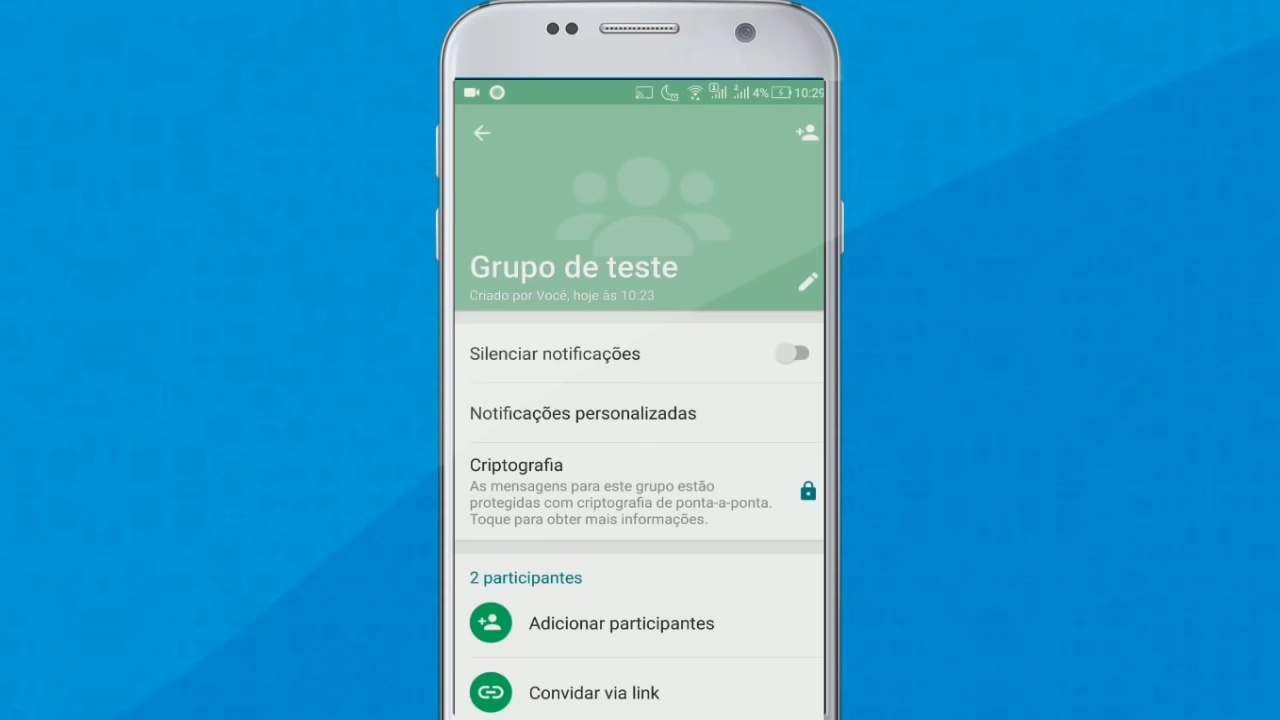 4% 10:29
Grupo de teste
Criado por Você, hoje às 10:23
Silenciar notificações
Notificações personalizadas
Criptografia
As mensagens para este grupo estão
protegidas com criptografia de ponta-a-ponta.
Toque para obter mais informações.
2 participantes
Adicionar participantes
Convidar via link